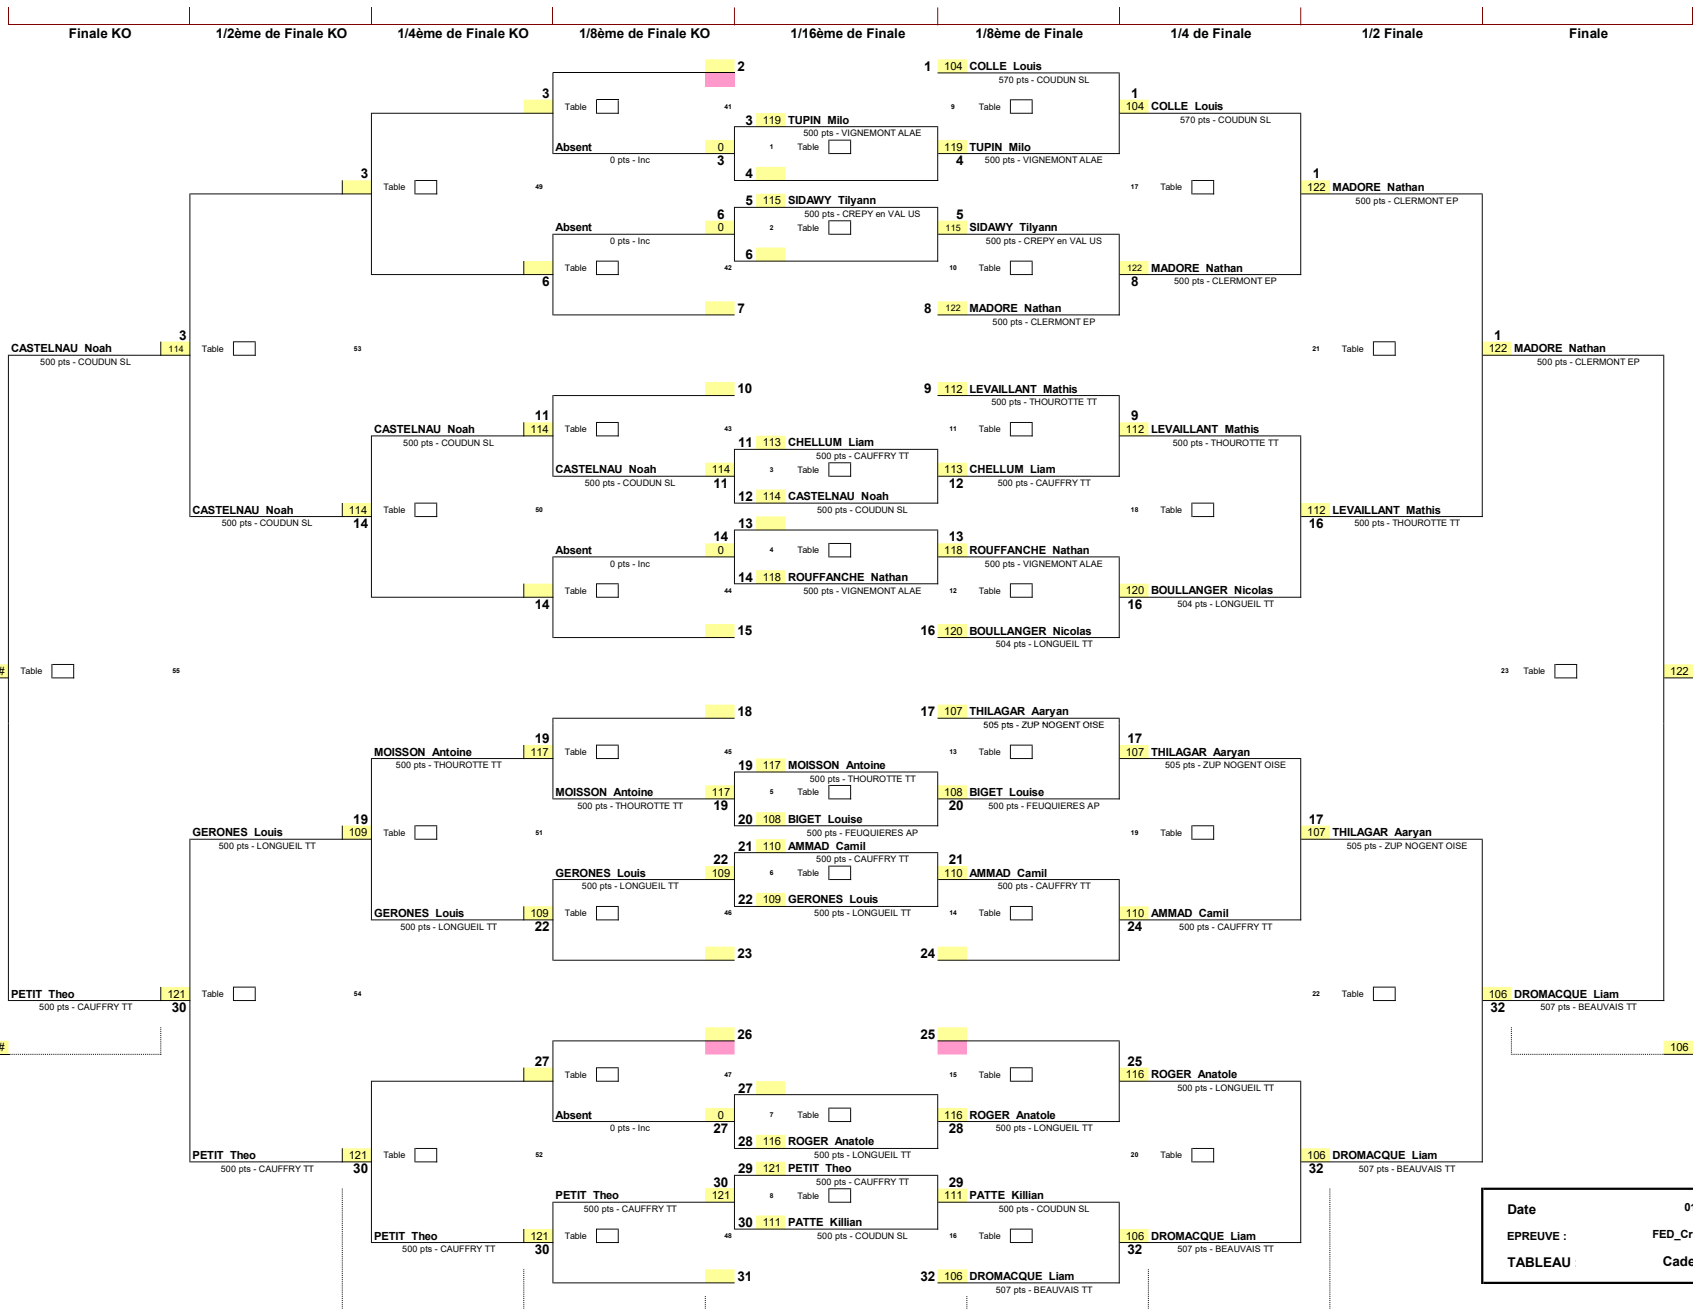 Finale KO 1/2ème de Finale KO 1/4ème de Finale KO 1/8ème de Finale KO 1/16ème de Finale 1/8ème de Finale 1/4 de Finale 1/2 Finale Finale
2 1 104 COLLE Louis
570 pts - COUDUN SL
3 1
Table 41 9 Table 104 COLLE Louis
3 119 TUPIN Milo 570 pts - COUDUN SL
500 pts - VIGNEMONT ALAE
Absent 0 1 Table 119 TUPIN Milo
0 pts - Inc 3 4 500 pts - VIGNEMONT ALAE
3 4 1
Table 49 17 Table 122 MADORE Nathan
5 115 SIDAWY Tilyann 500 pts - CLERMONT EP
6 500 pts - CREPY en VAL US 5
Absent 0 2 Table 115 SIDAWY Tilyann
0 pts - Inc 500 pts - CREPY en VAL US
6
Table 42 10 Table 122 MADORE Nathan
6 8 500 pts - CLERMONT EP
7 8 122 MADORE Nathan
500 pts - CLERMONT EP
3 1
CASTELNAU Noah 114 Table 53 21 Table 122 MADORE Nathan
500 pts - COUDUN SL 500 pts - CLERMONT EP
10 9 112 LEVAILLANT Mathis
500 pts - THOUROTTE TT
11 9
CASTELNAU Noah 114 Table 43 11 Table 112 LEVAILLANT Mathis
500 pts - COUDUN SL 11 113 CHELLUM Liam 500 pts - THOUROTTE TT
500 pts - CAUFFRY TT
CASTELNAU Noah 114 3 Table 113 CHELLUM Liam
500 pts - COUDUN SL 11 12 500 pts - CAUFFRY TT
12 114 CASTELNAU Noah
CASTELNAU Noah 114 Table 50 500 pts - COUDUN SL 18 Table 112 LEVAILLANT Mathis
500 pts - COUDUN SL 14 13 16 500 pts - THOUROTTE TT
14 13
Absent 0 4 Table 118 ROUFFANCHE Nathan
0 pts - Inc 500 pts - VIGNEMONT ALAE
14 118 ROUFFANCHE Nathan
Table 44 500 pts - VIGNEMONT ALAE 12 Table 120 BOULLANGER Nicolas
14 16 504 pts - LONGUEIL TT
15 16 120 BOULLANGER Nicolas
504 pts - LONGUEIL TT
# Table 55 23 Table 122
18 17 107 THILAGAR Aaryan
505 pts - ZUP NOGENT OISE
19 17
MOISSON Antoine 117 Table 45 13 Table 107 THILAGAR Aaryan
500 pts - THOUROTTE TT 19 117 MOISSON Antoine 505 pts - ZUP NOGENT OISE
500 pts - THOUROTTE TT
MOISSON Antoine 117 5 Table 108 BIGET Louise
500 pts - THOUROTTE TT 19 20 500 pts - FEUQUIERES AP
19 20 108 BIGET Louise 17
GERONES Louis 109 Table 51 500 pts - FEUQUIERES AP 19 Table 107 THILAGAR Aaryan
500 pts - LONGUEIL TT 21 110 AMMAD Camil 505 pts - ZUP NOGENT OISE
22 500 pts - CAUFFRY TT 21
GERONES Louis 109 6 Table 110 AMMAD Camil
500 pts - LONGUEIL TT 500 pts - CAUFFRY TT
22 109 GERONES Louis
GERONES Louis 109 Table 46 500 pts - LONGUEIL TT 14 Table 110 AMMAD Camil
500 pts - LONGUEIL TT 22 24 500 pts - CAUFFRY TT
23 24
PETIT Theo 121 Table 54 22 Table 106 DROMACQUE Liam
500 pts - CAUFFRY TT 30 32 507 pts - BEAUVAIS TT
26 25
# 106
27 25
Table 47 15 Table 116 ROGER Anatole
27 500 pts - LONGUEIL TT
Absent 0 7 Table 116 ROGER Anatole
0 pts - Inc 27 28 500 pts - LONGUEIL TT
28 116 ROGER Anatole
PETIT Theo 121 Table 52 500 pts - LONGUEIL TT 20 Table 106 DROMACQUE Liam
500 pts - CAUFFRY TT 30 29 121 PETIT Theo 32 507 pts - BEAUVAIS TT
30 500 pts - CAUFFRY TT 29
PETIT Theo 121 8 Table 111 PATTE Killian
500 pts - CAUFFRY TT 500 pts - COUDUN SL
30 111 PATTE Killian
PETIT Theo 121 Table 48 500 pts - COUDUN SL 16 Table 106 DROMACQUE Liam
500 pts - CAUFFRY TT 30 32 507 pts - BEAUVAIS TT
31 32 106 DROMACQUE Liam
507 pts - BEAUVAIS TT
Date
EPREUVE : FED_Cr
TABLEAU Cade